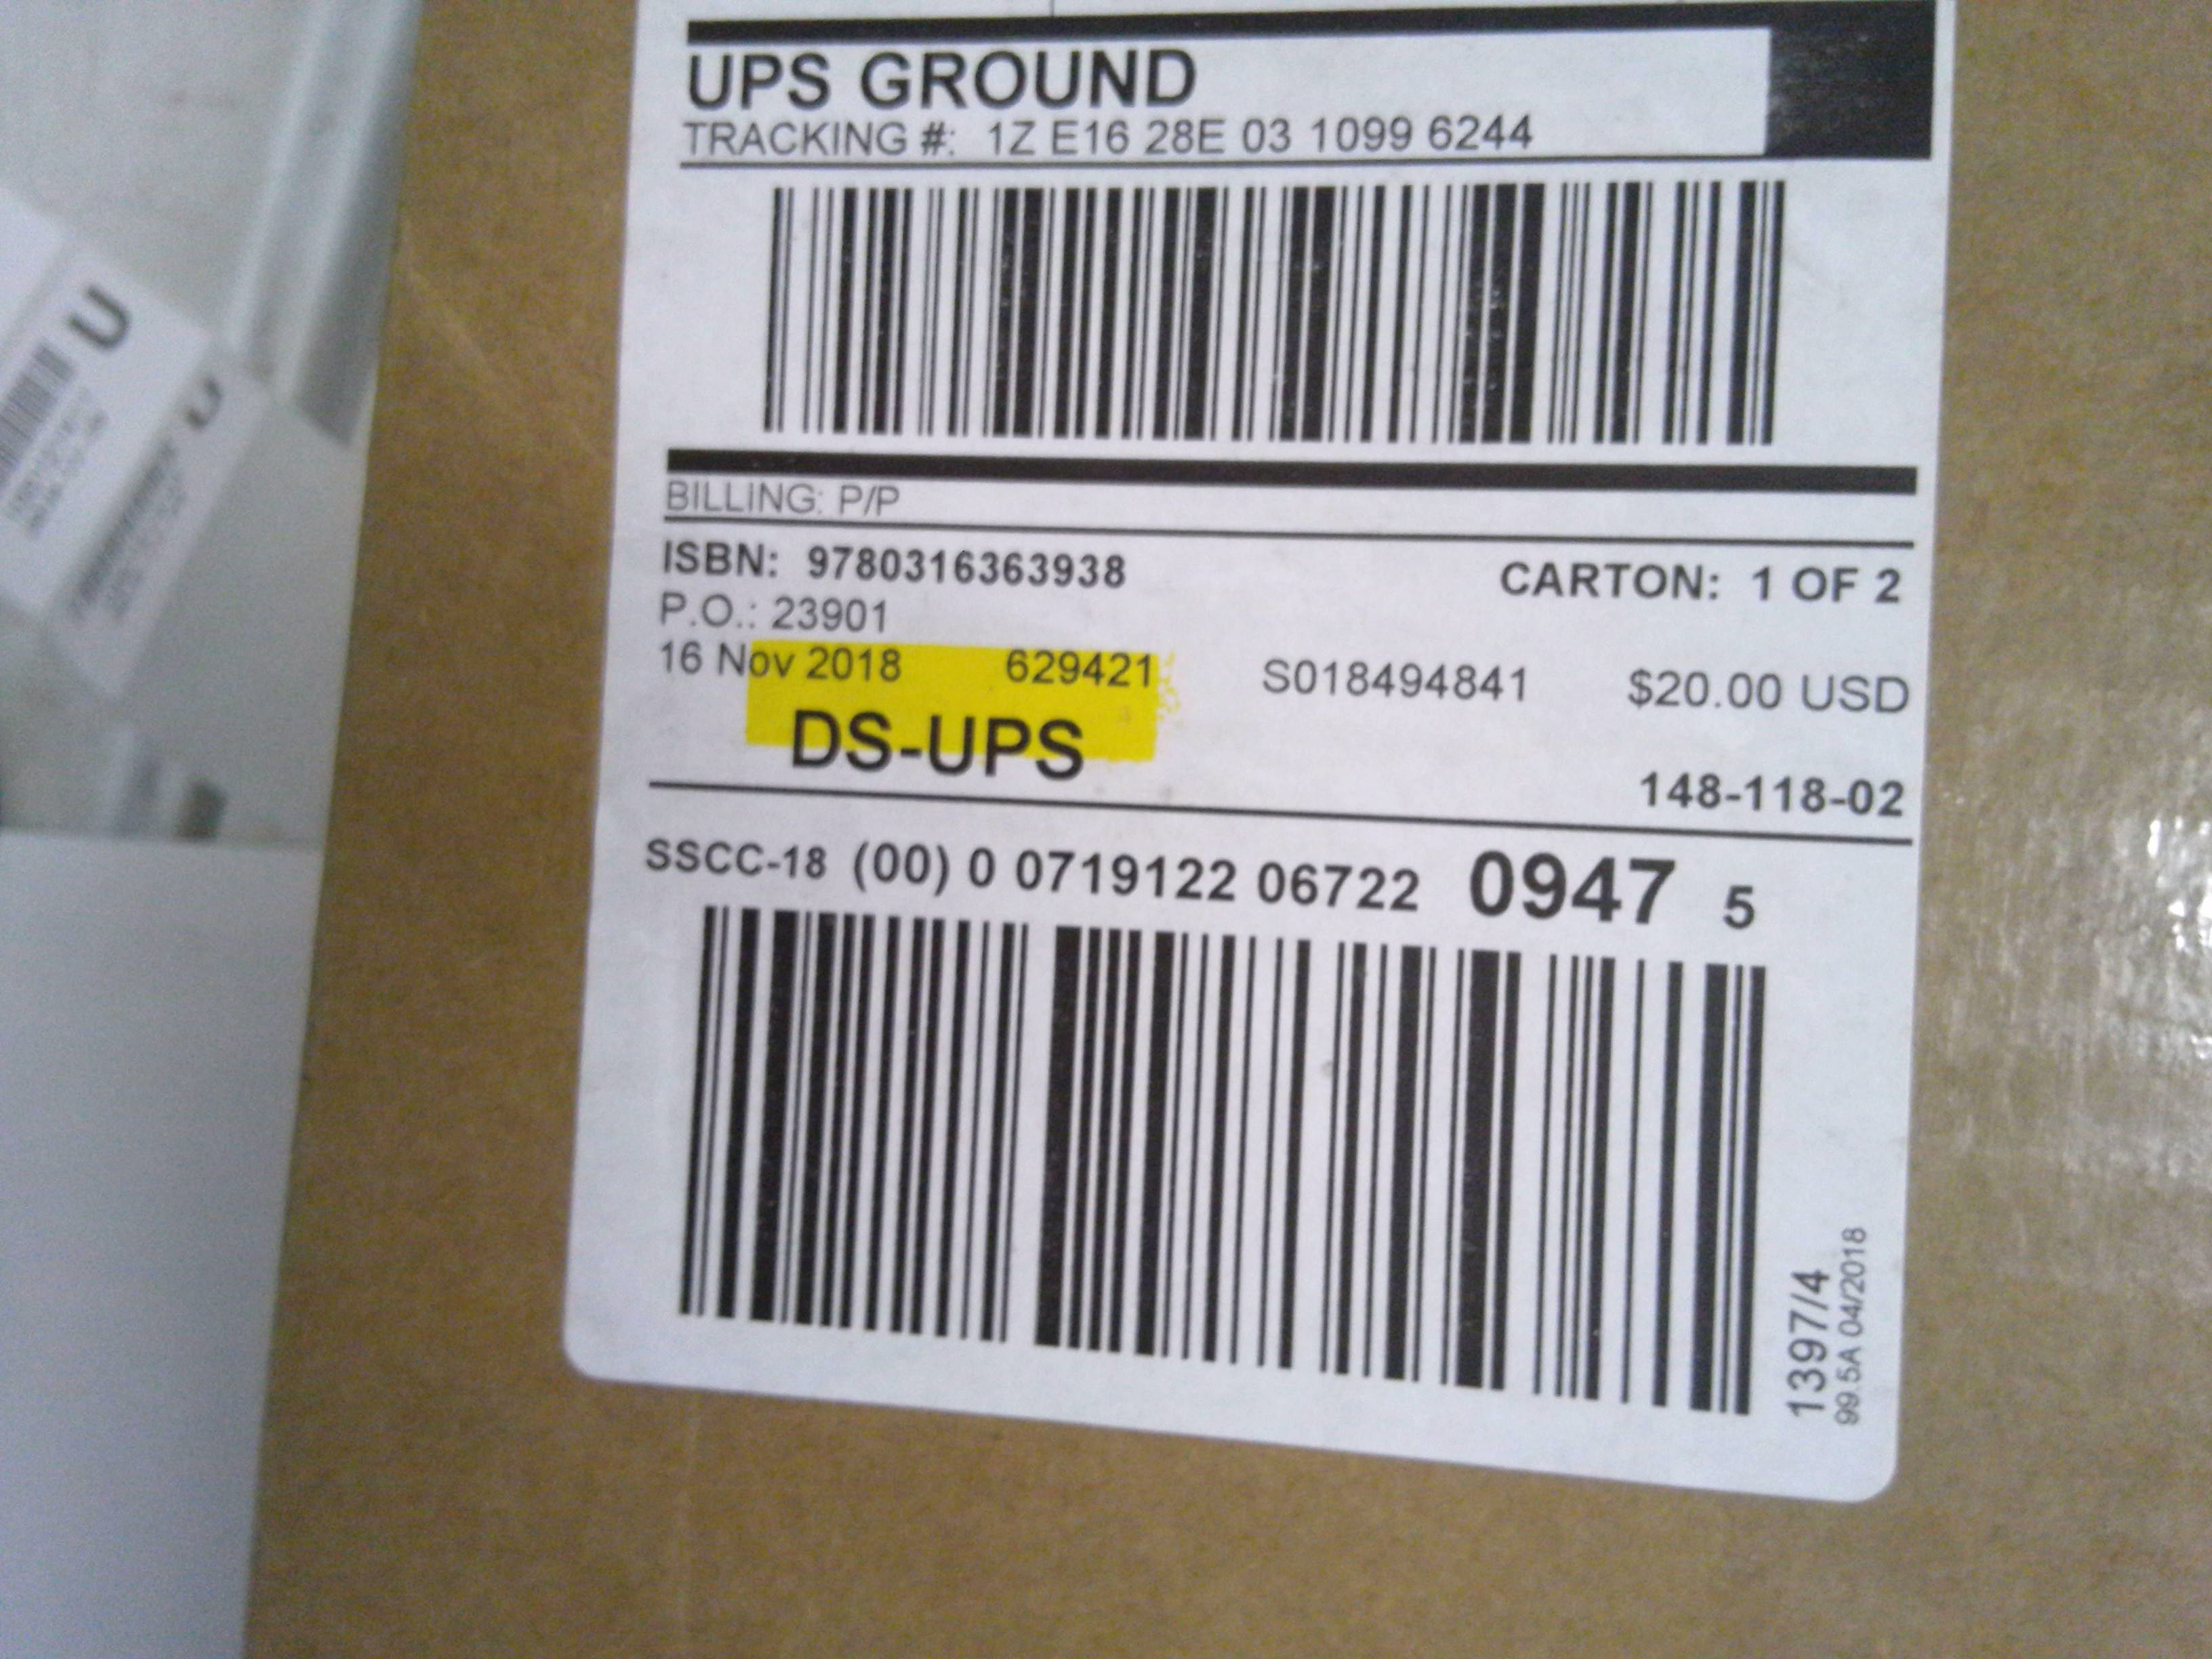 UPS GROUND
TRACKING #: 1Z E16 28E 03 1099 6244
BILLING: P/P
ISBN: 9780316363938 CARTON: 1 OF 2
P.O.: 23901
16 Nov 2018 629421 S018494841 $20.00 USD
DS-UPS
148-118-02
SSCC-18 (00) 0 0719122 06722 0947 5
1397/4
99.5A 04/2018
U
U